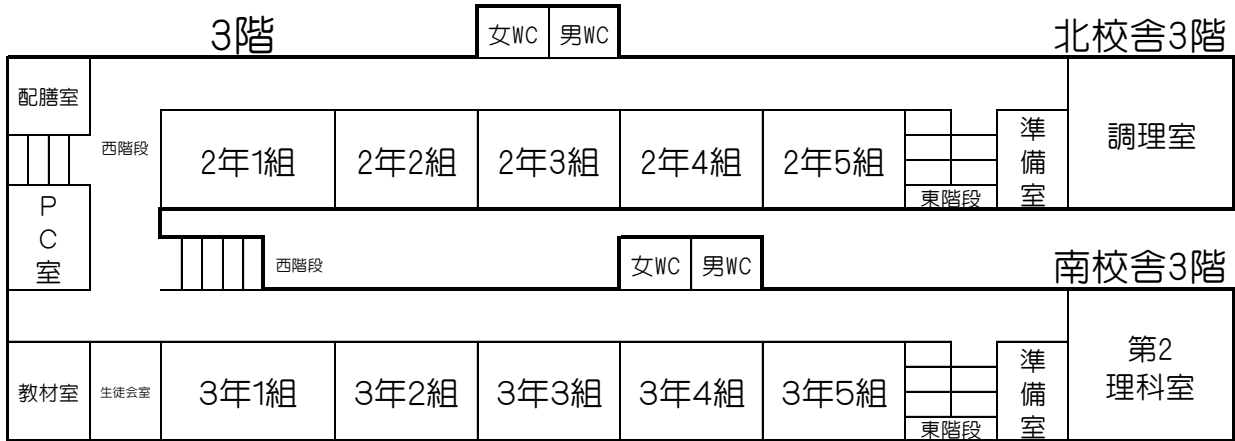 3階
女WC 男WC
北校舎3階
配膳室
西階段
2年1組 2年2組 2年3組 2年4組 2年5組
東階段
準備室
調理室
PC室
西階段
女WC 男WC
南校舎3階
教材室
生徒会室
3年1組 3年2組 3年3組 3年4組 3年5組
東階段
準備室
第2
理科室